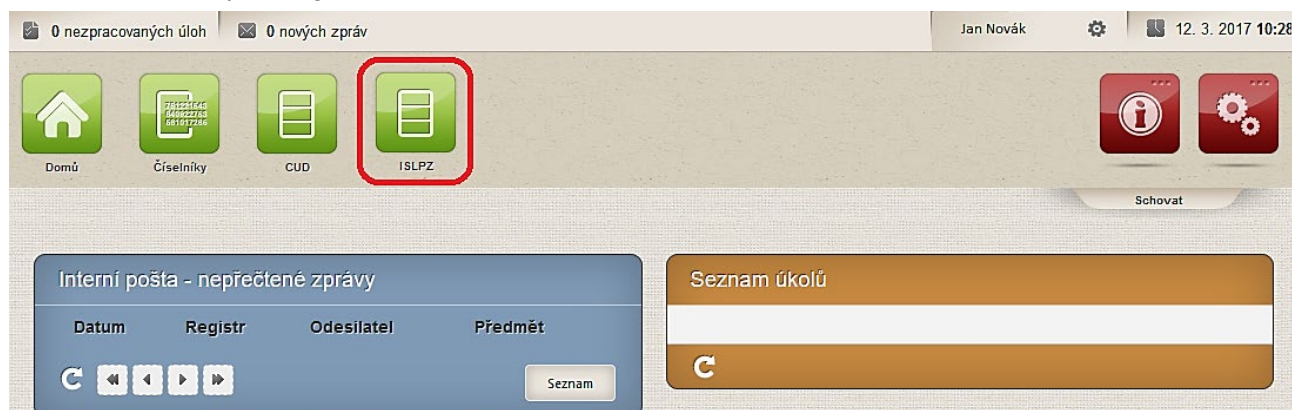 0 nezpracovaných úloh 0 nových zpráv Jan Novák 12. 3. 2017 10:28
Domů Číselníky CUD ISLPZ
Schovat
Interní pošta - nepřečtené zprávy
Datum Registr Odesílatel Předmět
Seznam
Seznam úkolů